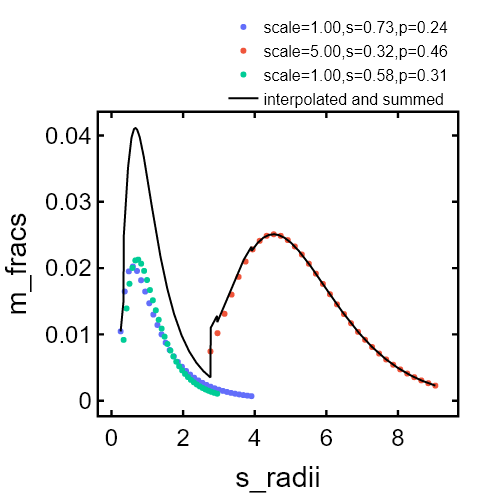 scale=1.00,s=0.73,p=0.24
scale=5.00,s=0.32,p=0.46
scale=1.00,s=0.58,p=0.31
interpolated and summed
0.04
0.03
0.02
0.01
0
m_fracs
0 2 4 6 8
s_radii